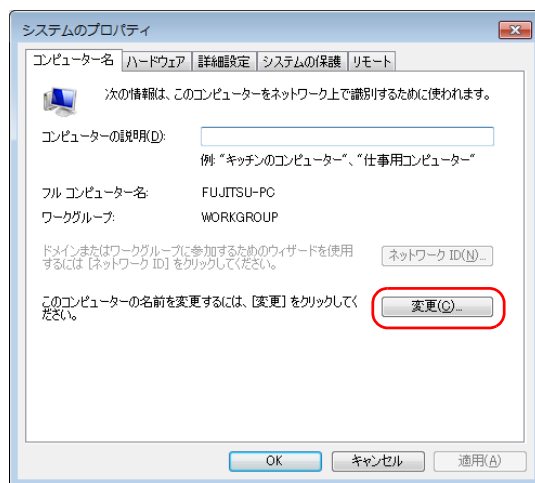 システムのプロパティ
コンピューター名 ハードウェア 詳細設定 システムの保護 リモート
次の情報は、このコンピューターをネットワーク上で識別するために使われます。
コンピューターの説明(D):
例: "キッチンのコンピューター"、"仕事用コンピューター"
フル コンピューター名: FUJITSU-PC
ワークグループ: WORKGROUP
ドメインまたはワークグループに参加するためのウィザードを使用
するには [ネットワーク ID] をクリックしてください。
ネットワーク ID(N)...
このコンピューターの名前を変更するには、[変更] をクリックしてく
ださい。
変更(C)...
OK キャンセル 適用(A)